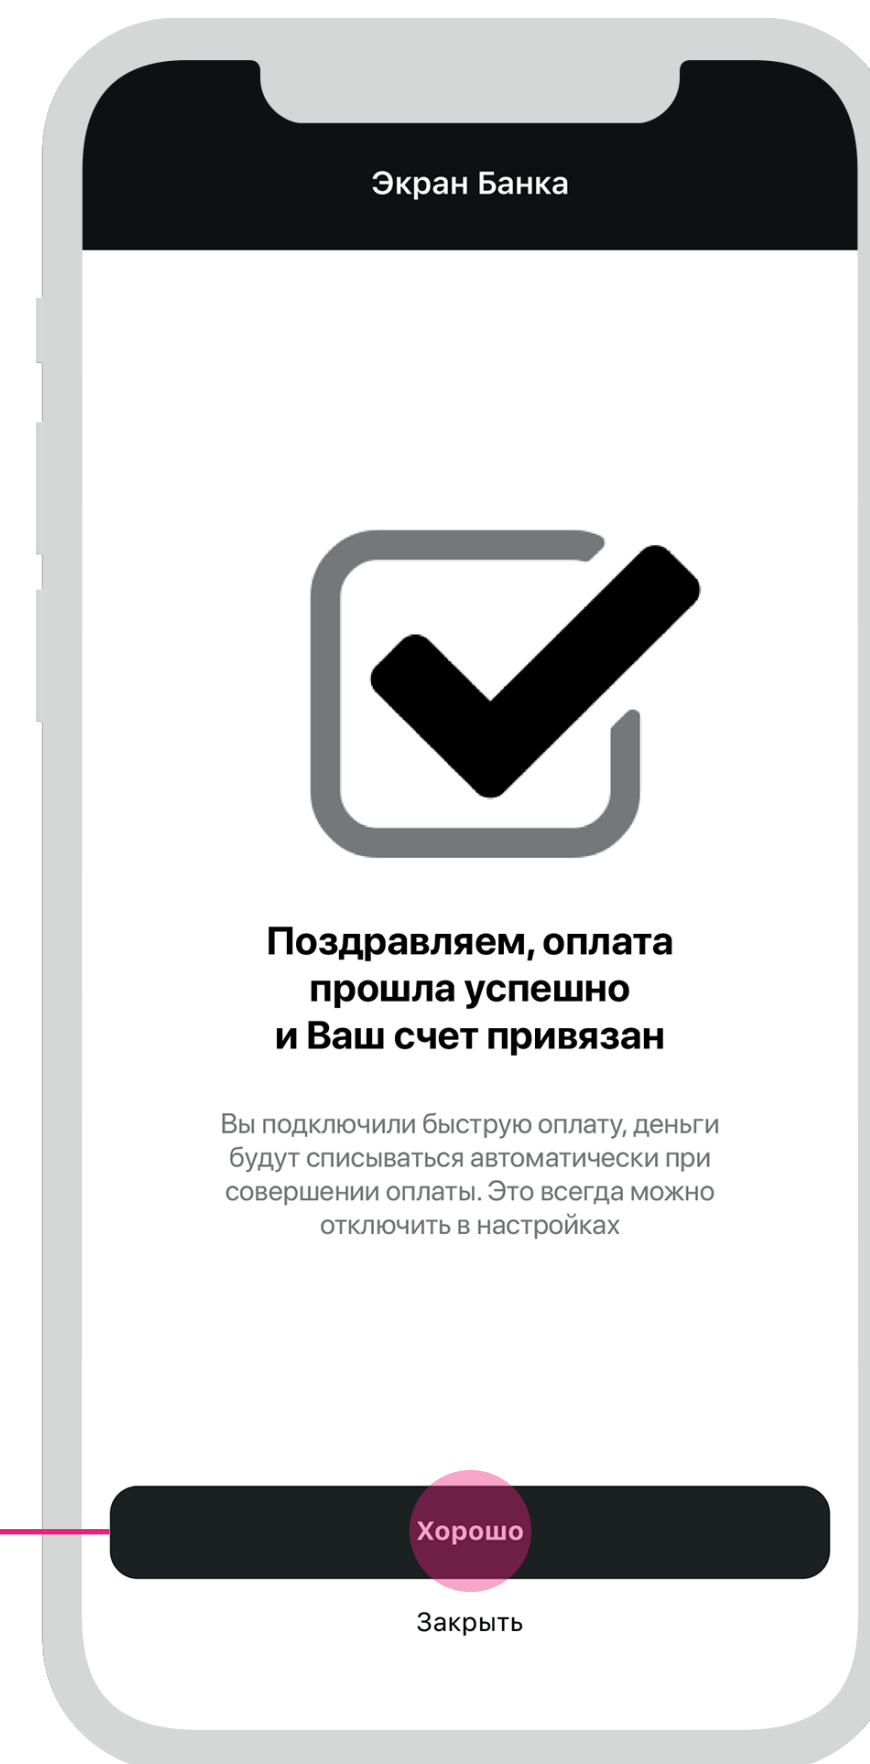 Экран Банка
Поздравляем, оплата
прошла успешно
и Ваш счет привязан
Вы подключили быструю оплату, деньги
будут списываться автоматически при
совершении оплаты. Это всегда можно
отключить в настройках
Хорошо
Закрыть